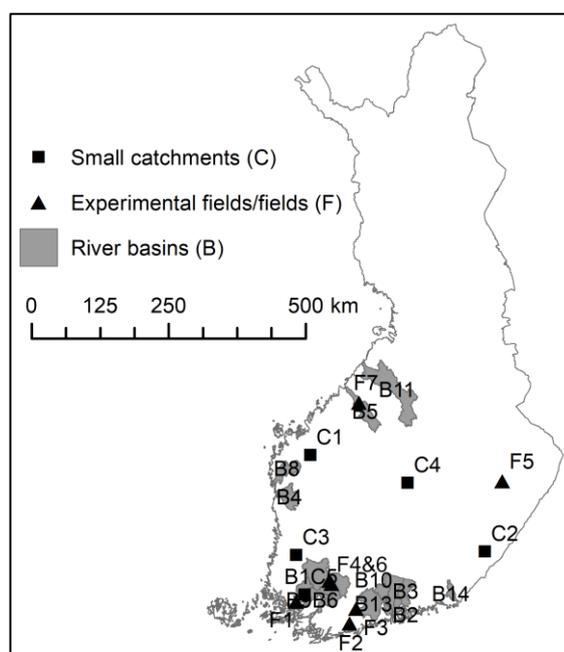 Small catchments (C)
Experimental fields/fields (F)
River basins (B)
0 125 250 500 km
F7
B11
B5
C1
B8
C4
F5
B4
C3
C2
F4&6
B1 C5
B10
B3
B14
B6
B13
B2
F1
F3
F2